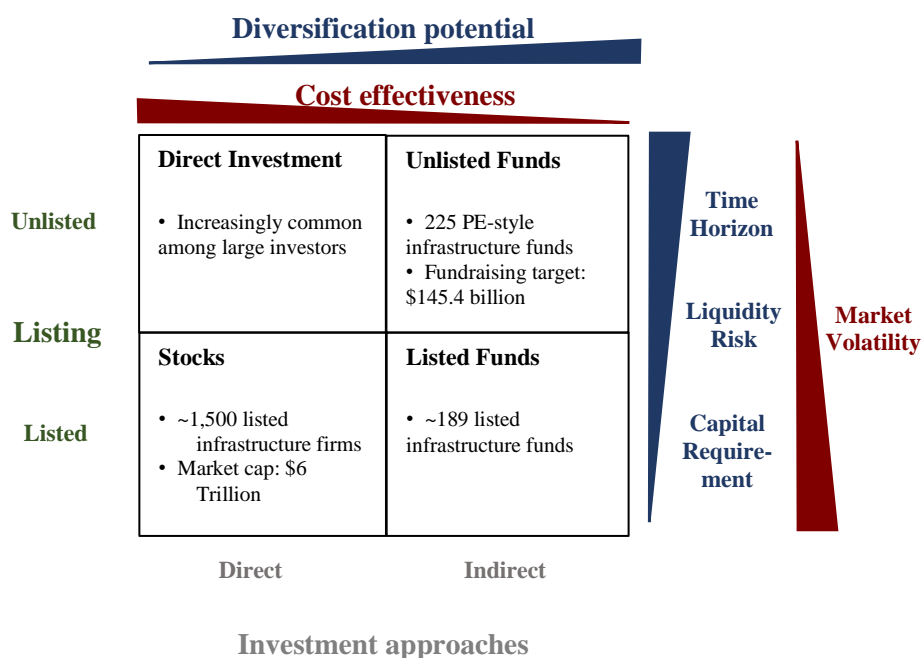 Diversification potential
Cost effectiveness
Direct Investment
• Increasingly common
among large investors
Unlisted Funds
• 225 PE-style
infrastructure funds
• Fundraising target:
$145.4 billion
Unlisted
Listing
Listed
Stocks
• ~1,500 listed
infrastructure firms
• Market cap: $6
Trillion
Listed Funds
• ~189 listed
infrastructure funds
Time
Horizon
Liquidity
Risk
Capital
Require-
ment
Market
Volatility
Direct
Indirect
Investment approaches